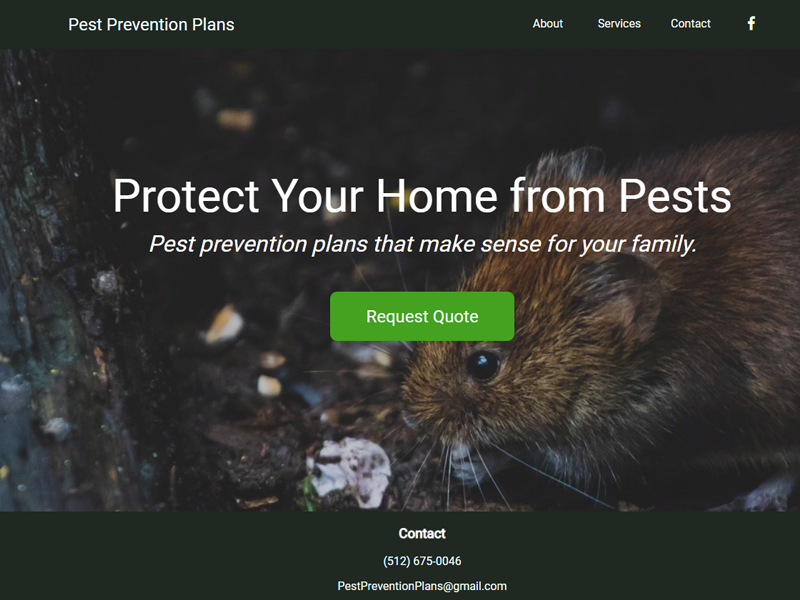 Pest Prevention Plans
About
Services
Contact
Protect Your Home from Pests
Pest prevention plans that make sense for your family.
Request Quote
Contact
(512) 675-0046
PestPreventionPlans@gmail.com